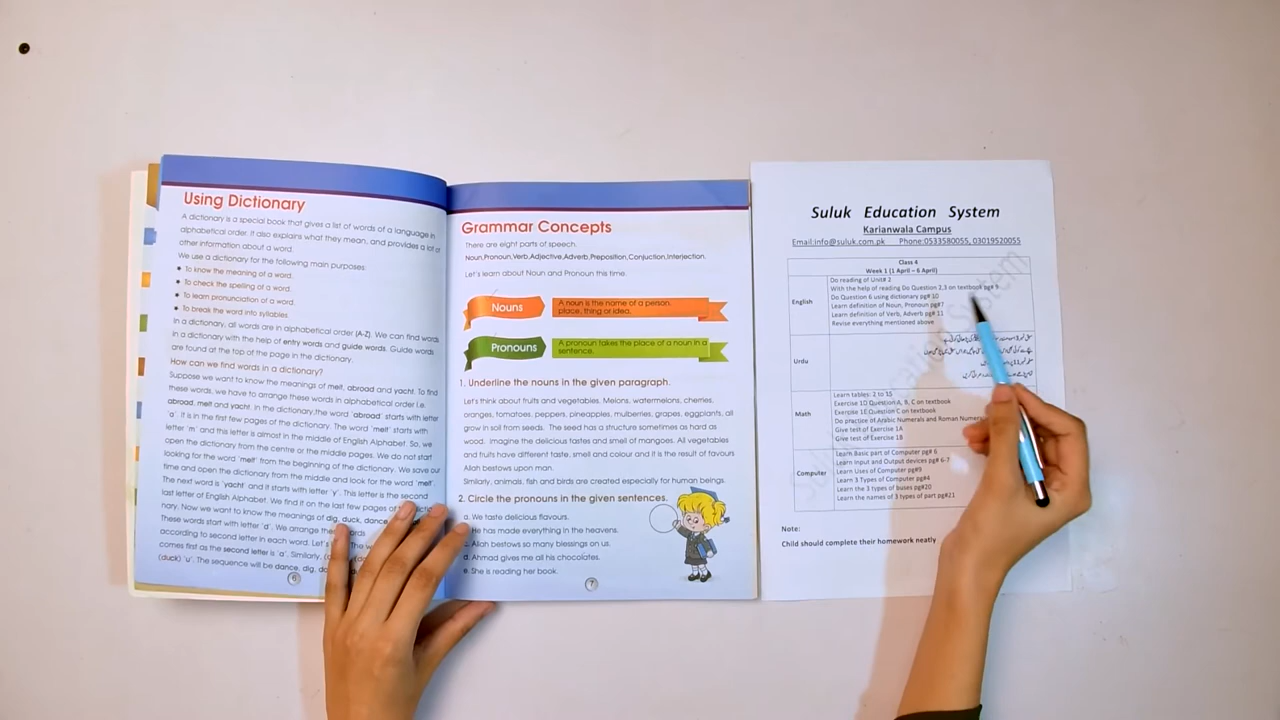 Using Dictionary
A dictionary is a special book that gives a list of words of a language in
alphabetical order. It also explains what they mean, and provides a lot of
other information about a word.
We use a dictionary for the following main purposes:
• To know the meaning of a word.
• To check the spelling of a word.
• To learn pronunciation of a word.
• To break the word into syllables
In a dictionary, all words are in alphabetical order (A-Z). We can find words
in a dictionary with the help of entry words and guide words. Guide words
are found at the top of the page in the dictionary.
How can we find words in a dictionary?
Suppose we want to know the meanings of melt, abroad and yacht. To find
these words, we have to arrange these words in alphabetical order i.e.
abroad, melt and yacht. In the dictionary, the word 'abroad' starts with letter
'a'. It is in the first few pages of the dictionary. The word 'melt' starts with
letter 'm' and this letter is almost in the middle of English Alphabet. So, we
open the dictionary from the centre or the middle pages. We do not start
looking for the word 'melt' from the beginning of the dictionary. We save our
time and open the dictionary from the middle and look for the word 'melt'.
The next word is 'yacht' and it starts with letter 'y'. This letter is the second
last letter of English Alphabet. We find it on the last few pages of
nary. Now we want to know the meanings of dig, duck, dance
These words start with letter 'd'. We arrange the words
according to second letter in each word. Let's
comes first as the second letter is 'a'. Similarly,
(duck) 'u'. The sequence will be dance, dig,
6
Grammar Concepts
There are eight parts of speech.
Noun,Pronoun,Verb,Adjective,Adverb,Preposition,Conjuction,Interjection.
Let's learn about Noun and Pronoun this time.
Nouns
A noun is the name of a person,
place, thing or idea.
Pronouns
A pronoun takes the place of a noun in a
sentence.
1. Underline the nouns in the given paragraph.
Let's think about fruits and vegetables. Melons, watermelons, cherries,
oranges, tomatoes, peppers, pineapples, mulberries, grapes, eggplants, all
grow in soil from seeds. The seed has a structure sometimes as hard as
wood. Imagine the delicious tastes and smell of mangoes. All vegetables
and fruits have different taste, smell and colour and it is the result of favours
Allah bestows upon man.
Similarly, animals, fish and birds are created especially for human beings.
2. Circle the pronouns in the given sentences.
a. We taste delicious flavours.
He has made everything in the heavens.
Allah bestows so many blessings on us.
d. Ahmad gives me all his chocolates.
e. She is reading her book.
7
Suluk Education System
Karianwala Campus
Email:info@suluk.com.pk Phone:0533580055, 03019520055
Class 4
Week 1 (1 April – 6 April)
English
Do reading of Unit# 2
With the help of reading Do Question 2,3 on textbook pg# 9
Do Question 6 using dictionary pg# 10
Learn definition of Noun, Pronoun pg#7
Learn definition of Verb, Adverb pg# 11
Revise everything mentioned above
Urdu
Math
Learn tables: 2 to 15
Exercise 1D Question A, B, C on textbook
Exercise 1E Question C on textbook
Do practice of Arabic Numerals and Roman
Give test of Exercise 1A
Give test of Exercise 1B
Computer
Learn Basic part of Computer pg# 6
Learn Input and Output devices pg# 6-7
Learn Uses of Computer pg#9
Learn 3 Types of Computer pg#4
Learn the 3 types of buses pg#20
Learn the names of 3 types of part pg#21
Note:
Child should complete their homework neatly